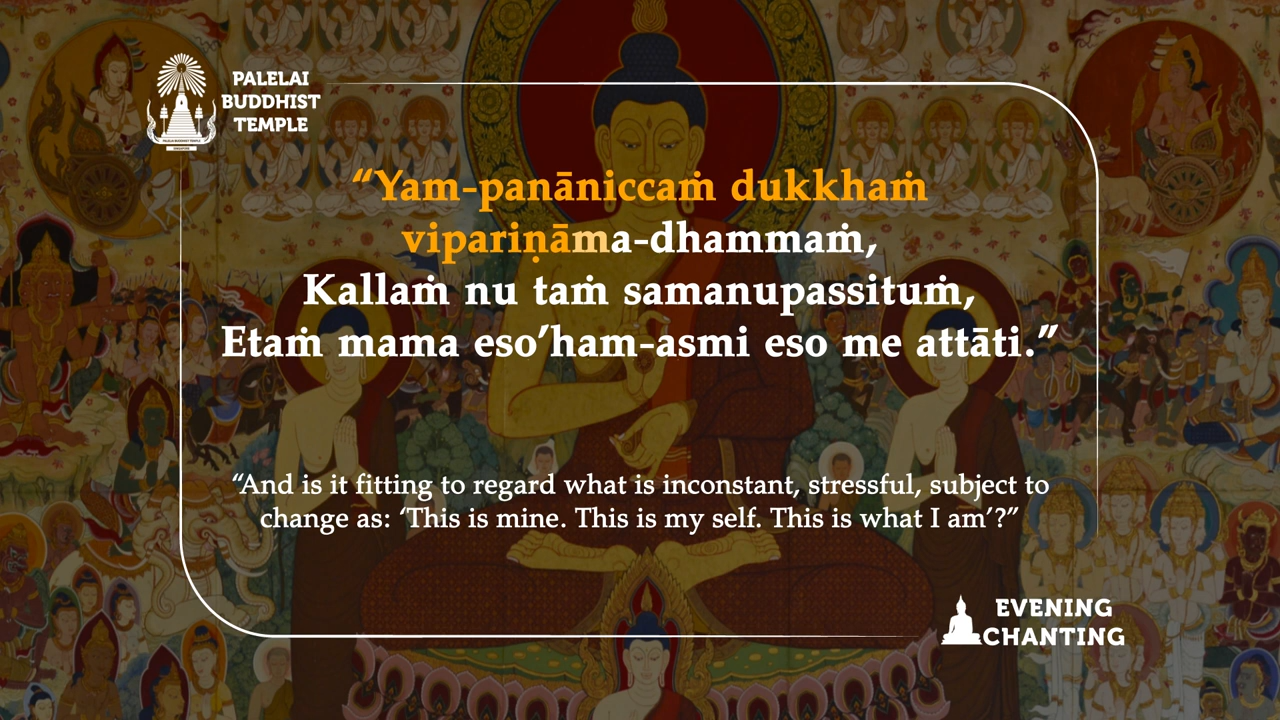 PALELAI
BUDDHIST
TEMPLE
“Yam-panāniccaṁ dukkhaṁ
vipariṇāma-dhammaṁ,
Kallaṁ nu taṁ samanupassituṁ,
Etaṁ mama eso’ham-asmi eso me attāti.”
“And is it fitting to regard what is inconstant, stressful, subject to
change as: ‘This is mine. This is my self. This is what I am’?”
EVENING
CHANTING